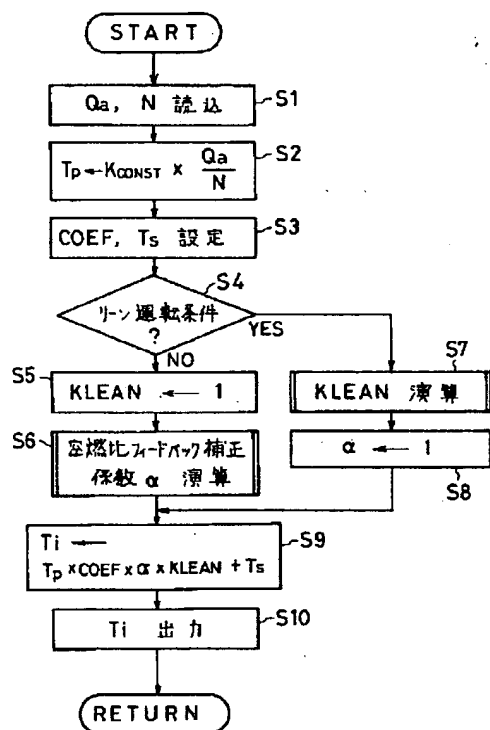 START
Qa, N 読込
S1
Tp ← KCONST × Qa/N
S2
COEF, Ts 設定
S3
S4
リーン運転条件
?
YES
NO
S5
KLEAN ← 1
S7
KLEAN 演算
S6
空燃比フィードバック補正
係数 α 演算
α ← 1
S8
S9
Ti ←
Tp × COEF × α × KLEAN + Ts
S10
Ti 出力
RETURN